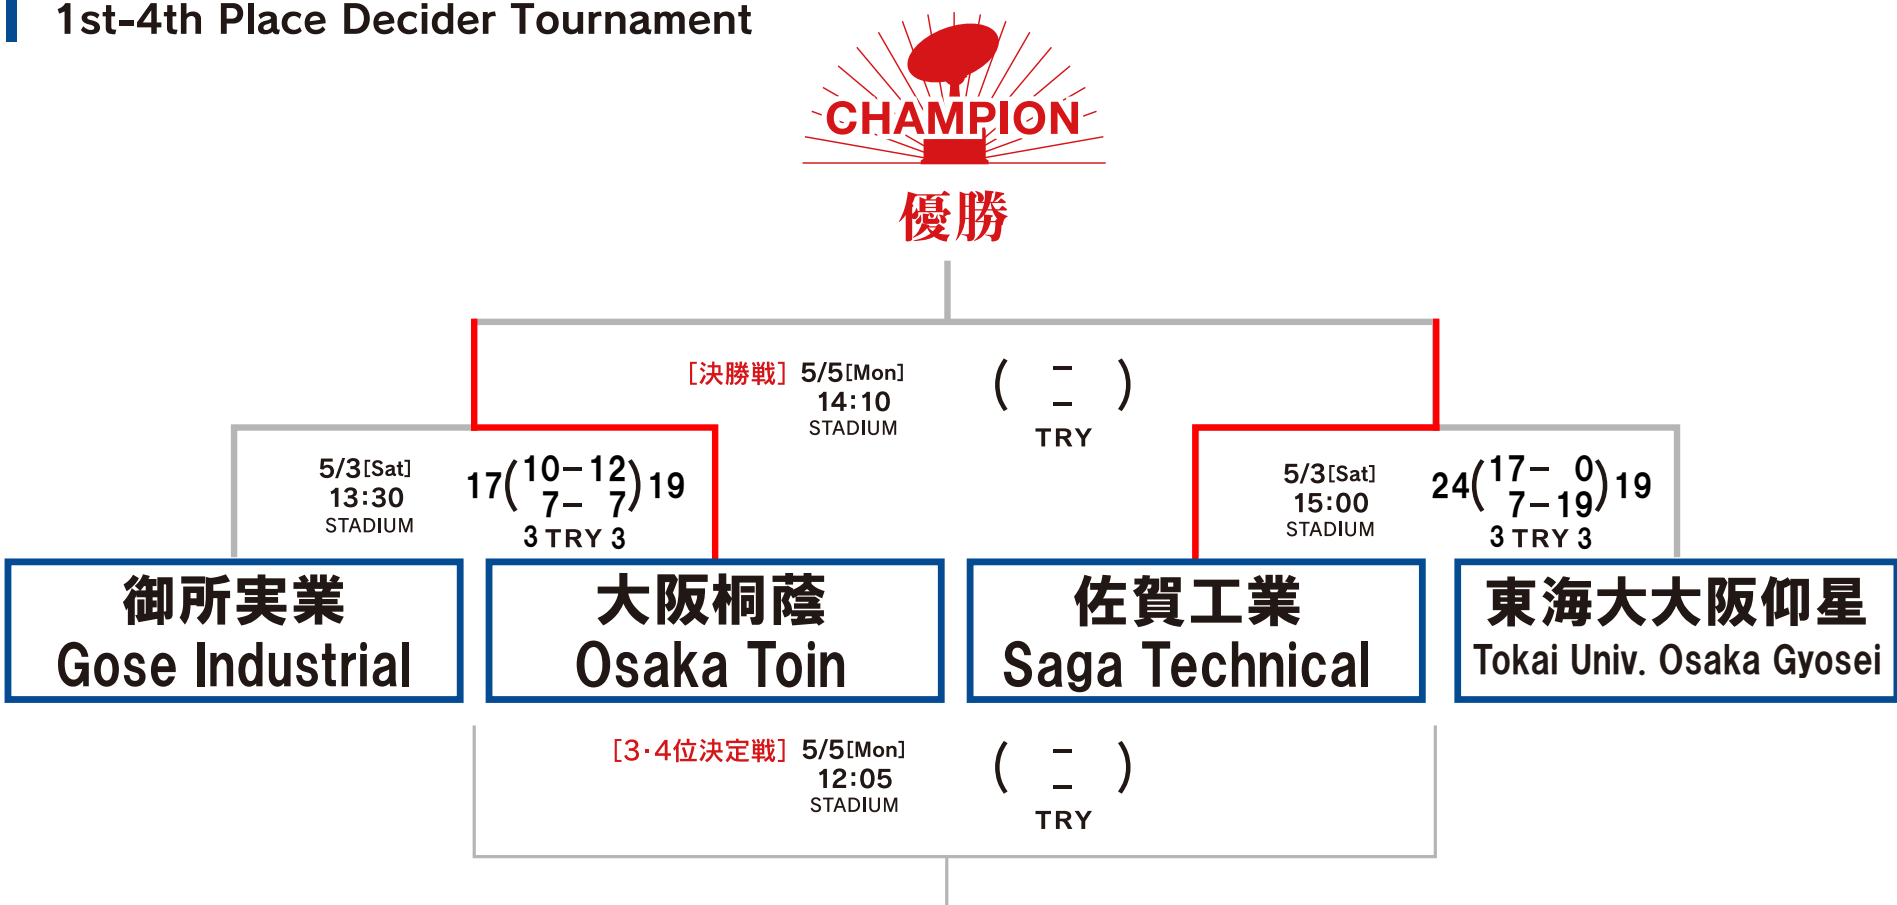 1st-4th Place Decider Tournament
CHAMPION
優勝
[決勝戦] 5/5[Mon]
14:10
STADIUM
( – – )
TRY
5/3[Sat]
13:30
STADIUM
17(10–12
7– 7)19
3 TRY 3
5/3[Sat]
15:00
STADIUM
24(17– 0
7–19)19
3 TRY 3
御所実業
Gose Industrial
大阪桐蔭
Osaka Toin
佐賀工業
Saga Technical
東海大大阪仰星
Tokai Univ. Osaka Gyosei
[3·4位決定戦] 5/5[Mon]
12:05
STADIUM
( – – )
TRY